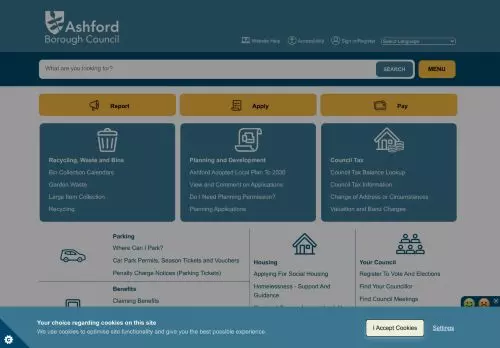 Ashford
Borough Council
Website Help
Accessibility
Sign in/Register
Select Language
What are you looking for?
SEARCH
MENU
Report
Apply
Pay
Recycling, Waste and Bins
Bin Collection Calendars
Garden Waste
Large Item Collection
Recycling
Planning and Development
Ashford Adopted Local Plan To 2030
View and Comment on Applications
Do I Need Planning Permission?
Planning Applications
Council Tax
Council Tax Balance Lookup
Council Tax Information
Change of Address or Circumstances
Valuation and Band Charges
Parking
Where Can I Park?
Car Park Permits, Season Tickets and Vouchers
Penalty Charge Notices (Parking Tickets)
Benefits
Claiming Benefits
Housing
Applying For Social Housing
Homelessness - Support And
Guidance
Your Council
Register To Vote And Elections
Find Your Councillor
Find Council Meetings
Your choice regarding cookies on this site
We use cookies to optimise site functionality and give you the best possible experience.
I Accept Cookies
Settings